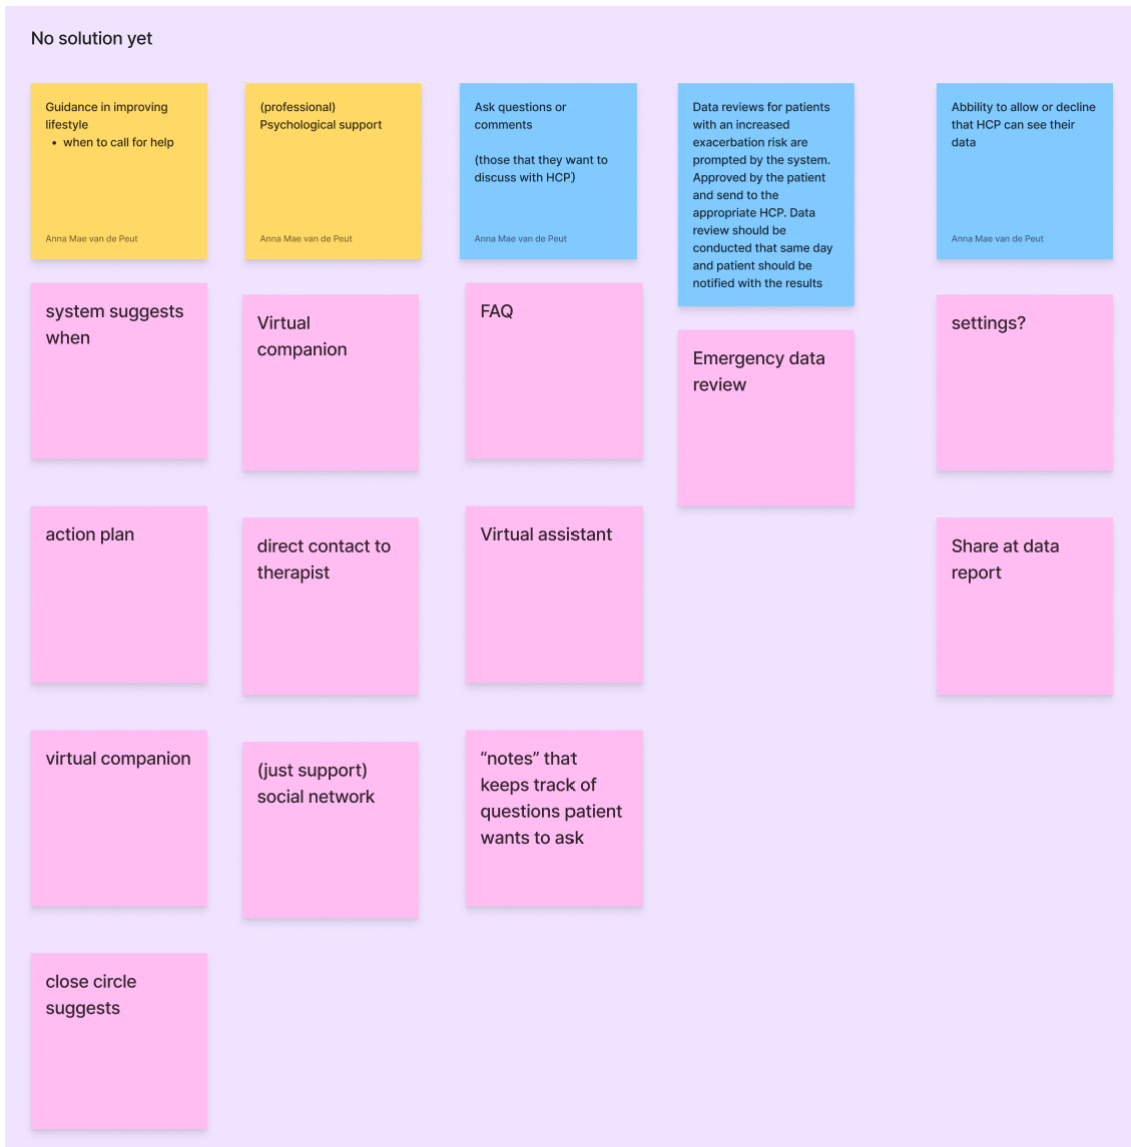 No solution yet
Guidance in improving
lifestyle
• when to call for help
Anna Mae van de Peut
(professional)
Psychological support
Anna Mae van de Peut
Ask questions or
comments
(those that they want to
discuss with HCP)
Anna Mae van de Peut
Data reviews for patients
with an increased
exacerbation risk are
prompted by the system.
Approved by the patient
and send to the
appropriate HCP. Data
review should be
conducted that same day
and patient should be
notified with the results
Abbility to allow or decline
that HCP can see their
data
Anna Mae van de Peut
system suggests
when
Virtual
companion
FAQ
Emergency data
review
settings?
action plan
direct contact to
therapist
Virtual assistant
Share at data
report
virtual companion
(just support)
social network
“notes” that
keeps track of
questions patient
wants to ask
close circle
suggests